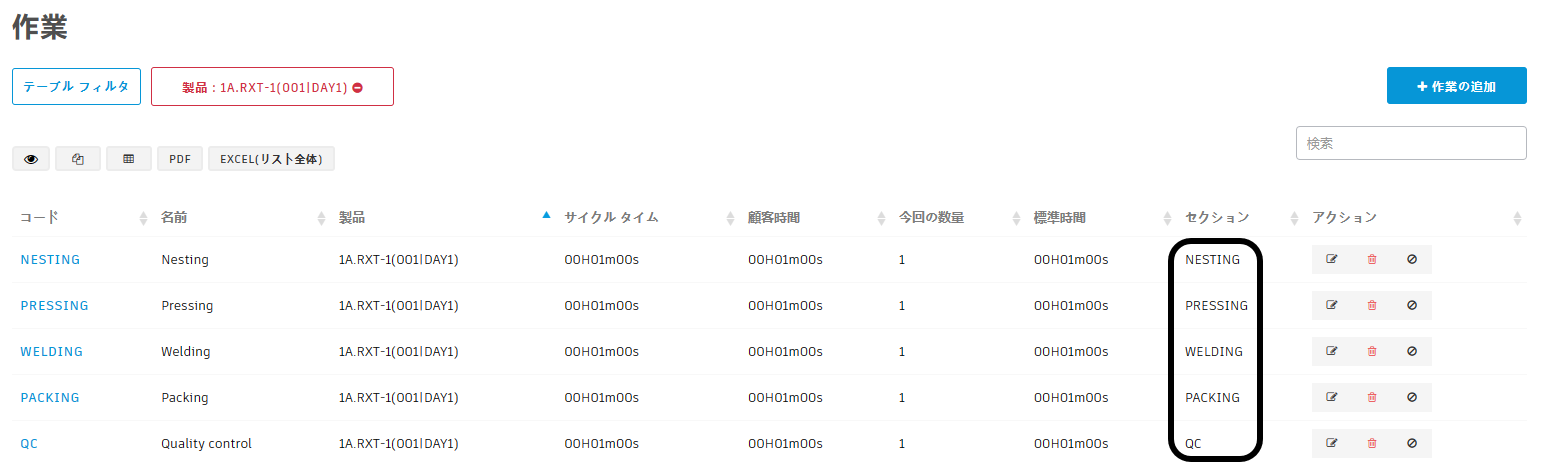 作業
テーブル フィルタ
製品 : 1A.RXT-1(001|DAY1)
作業の追加
検索
PDF
EXCEL(リスト全体)
コード 名前 製品 サイクル タイム 顧客時間 今回の数量 標準時間 セクション アクション
NESTING Nesting 1A.RXT-1(001|DAY1) 00H01m00s 00H01m00s 1 00H01m00s NESTING
PRESSING Pressing 1A.RXT-1(001|DAY1) 00H01m00s 00H01m00s 1 00H01m00s PRESSING
WELDING Welding 1A.RXT-1(001|DAY1) 00H01m00s 00H01m00s 1 00H01m00s WELDING
PACKING Packing 1A.RXT-1(001|DAY1) 00H01m00s 00H01m00s 1 00H01m00s PACKING
QC Quality control 1A.RXT-1(001|DAY1) 00H01m00s 00H01m00s 1 00H01m00s QC